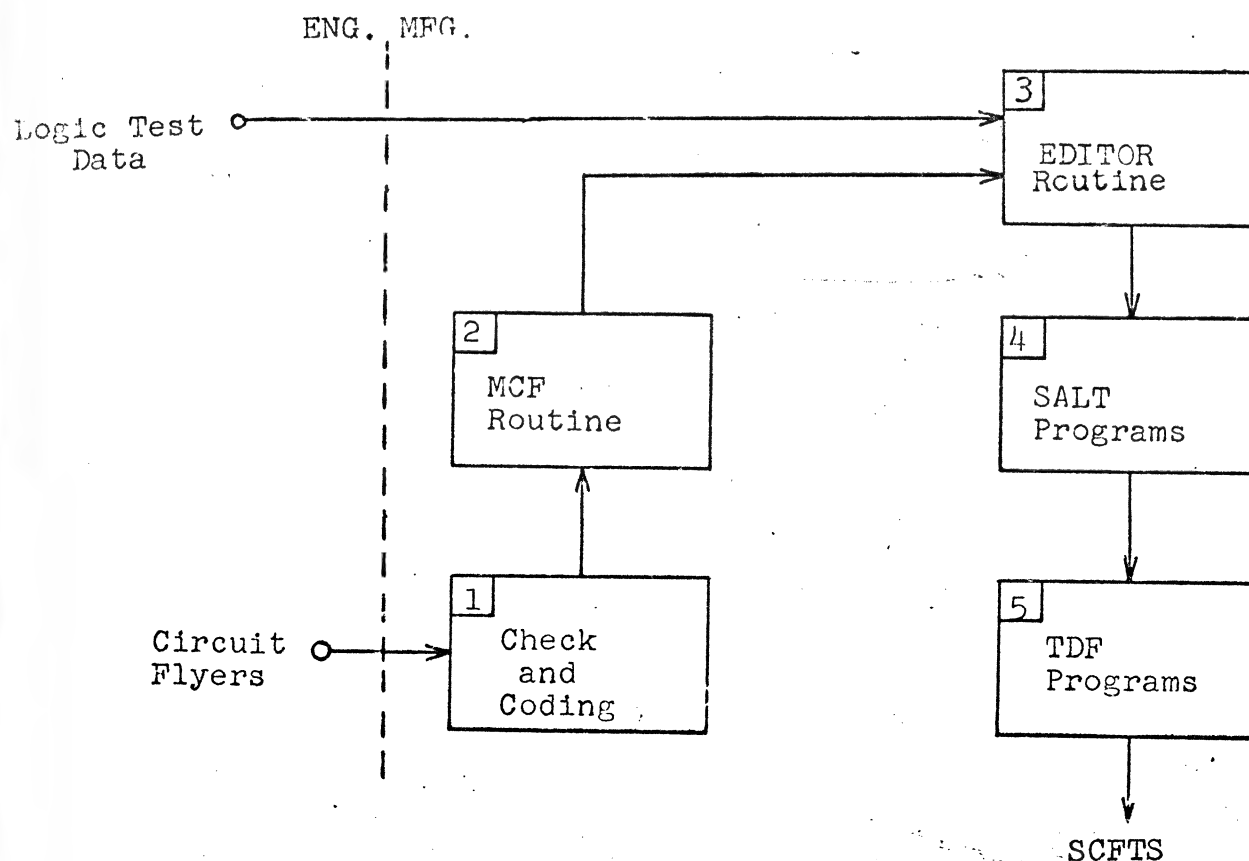 ENG. MFG.
Logic Test
Data
3
EDITOR
Routine
2
MCF
Routine
4
SALT
Programs
1
Check
and
Coding
Circuit
Flyers
5
TDF
Programs
SCFTS